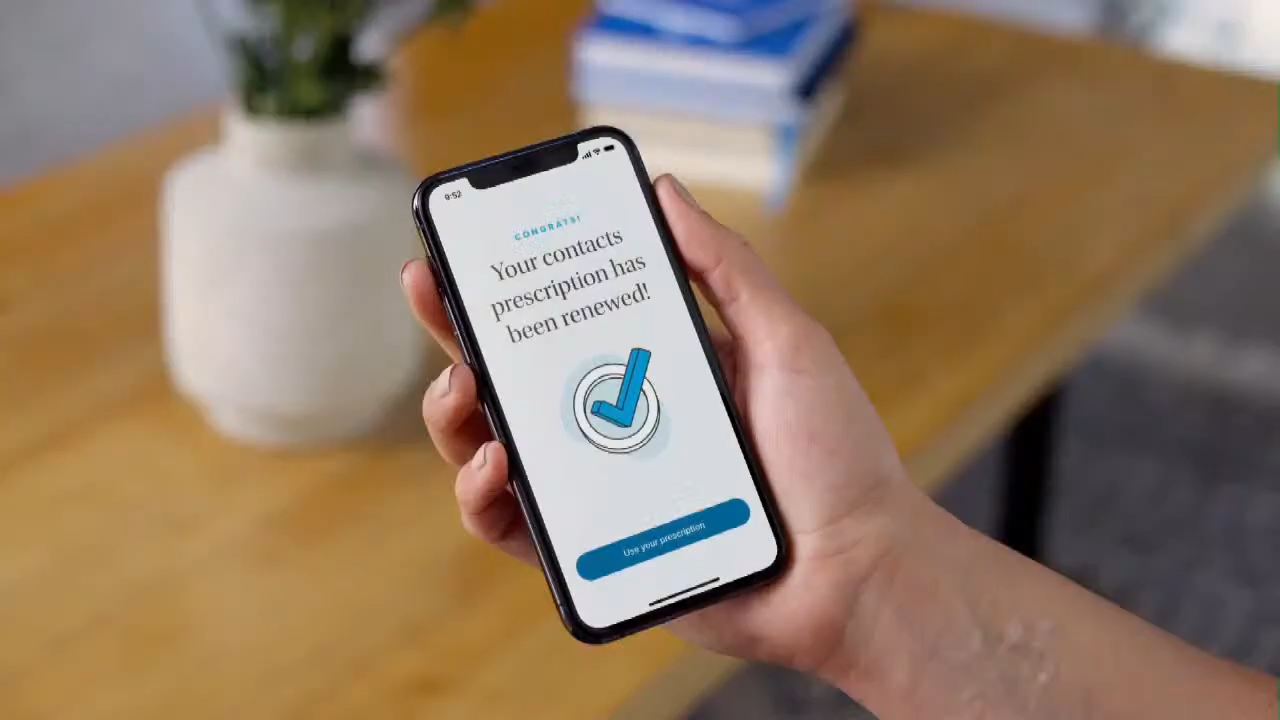 9:52
CONGRATS!
Your contacts
prescription has
been renewed!
Use your prescription